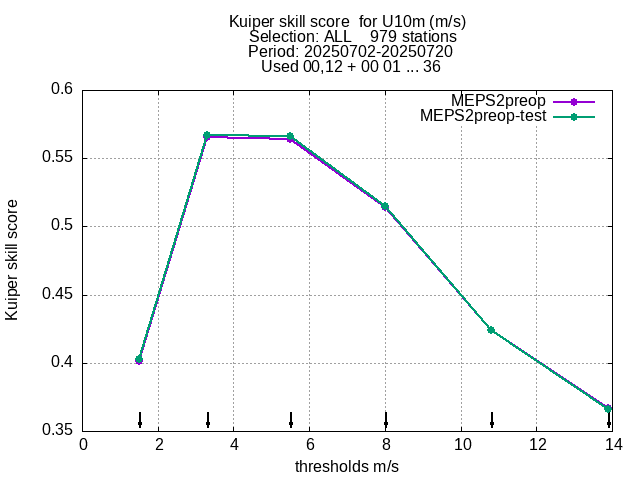 Kuiper skill score  for U10m (m/s)
Selection: ALL    979 stations
Period: 20250702-20250720
Used 00,12 + 00 01 ... 36
MEPS2preop
MEPS2preop-test
Kuiper skill score
0.6
0.55
0.5
0.45
0.4
0.35
0 2 4 6 8 10 12 14
thresholds m/s